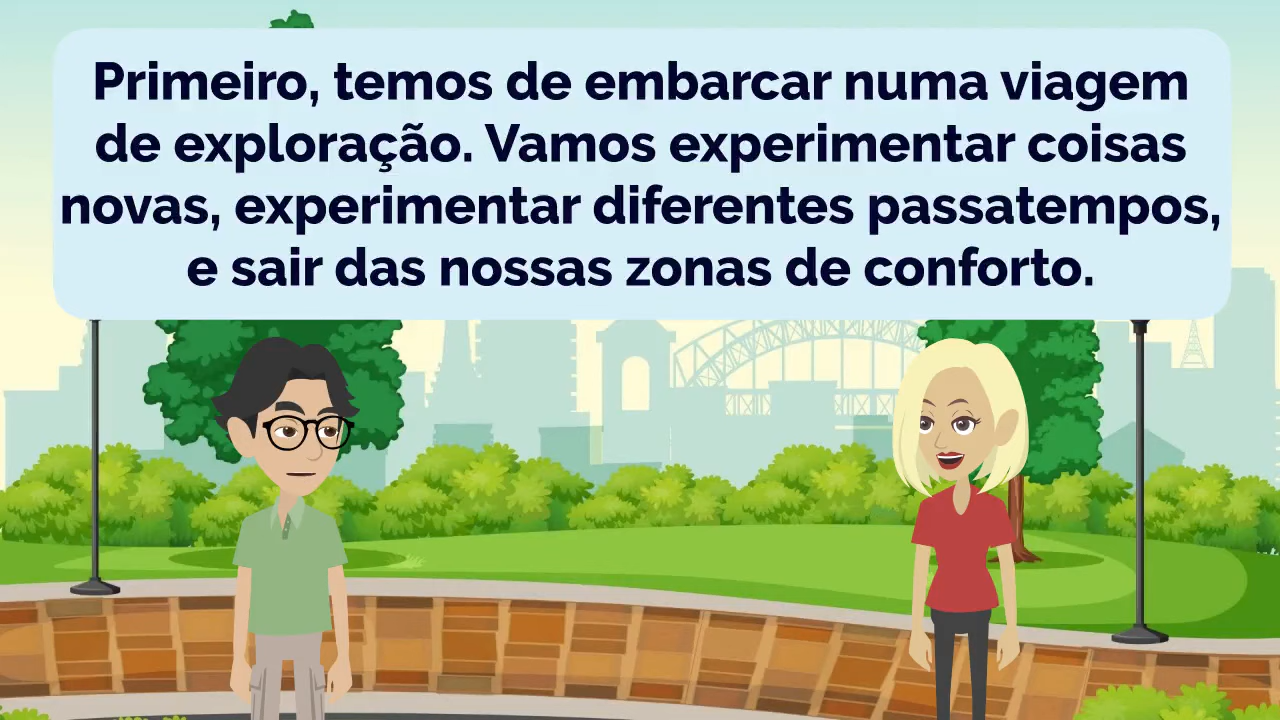 Primeiro, temos de embarcar numa viagem
de exploração. Vamos experimentar coisas
novas, experimentar diferentes passatempos,
e sair das nossas zonas de conforto.